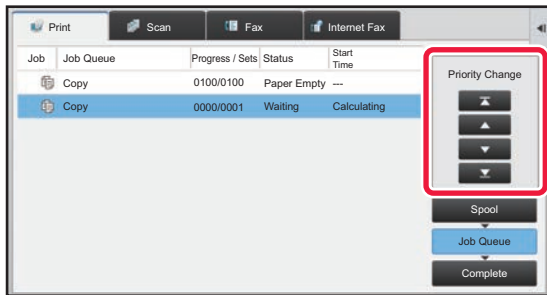 Print Scan Fax Internet Fax
Job Job Queue Progress / Sets Status Start Time
Copy 0100/0100 Paper Empty ---
Copy 0000/0001 Waiting Calculating
Priority Change
Spool
Job Queue
Complete